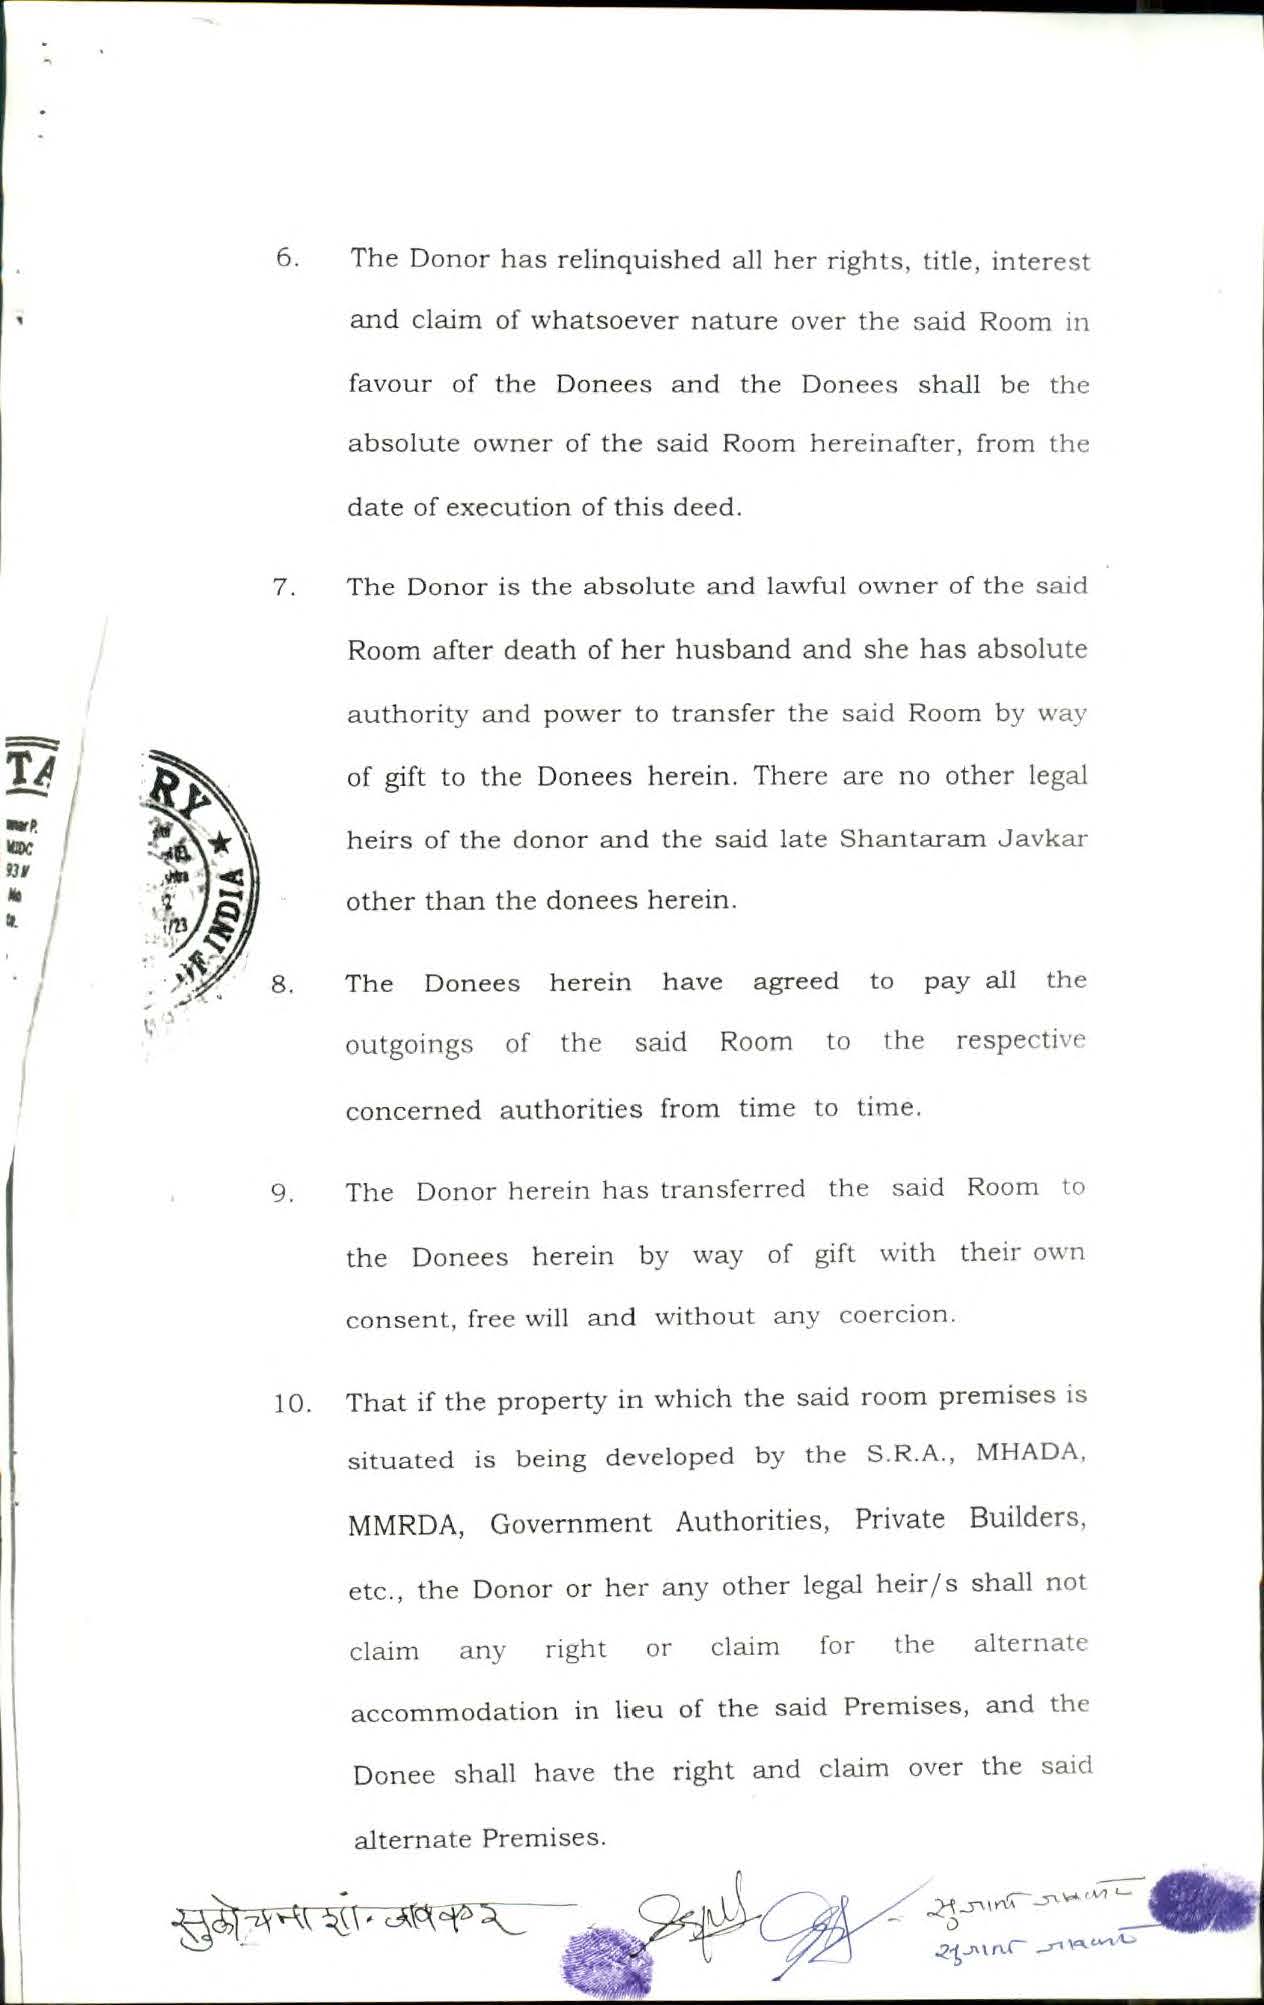 6. The Donor has relinquished all her rights, title, interest
and claim of whatsoever nature over the said Room in
favour of the Donees and the Donees shall be the
absolute owner of the said Room hereinafter, from the
date of execution of this deed.
7. The Donor is the absolute and lawful owner of the said
Room after death of her husband and she has absolute
authority and power to transfer the said Room by way
of gift to the Donees herein. There are no other legal
heirs of the donor and the said late Shantaram Javkar
other than the donees herein.
TA
RY ★
MIDC
/23
OF INDIA
8. The Donees herein have agreed to pay all the
outgoings of the said Room to the respective
concerned authorities from time to time.
9. The Donor herein has transferred the said Room to
the Donees herein by way of gift with their own
consent, free will and without any coercion.
10. That if the property in which the said room premises is
situated is being developed by the S.R.A., MHADA,
MMRDA, Government Authorities, Private Builders,
etc., the Donor or her any other legal heir/s shall not
claim any right or claim for the alternate
accommodation in lieu of the said Premises, and the
Donee shall have the right and claim over the said
alternate Premises.
सुलोचना शां. जावकर